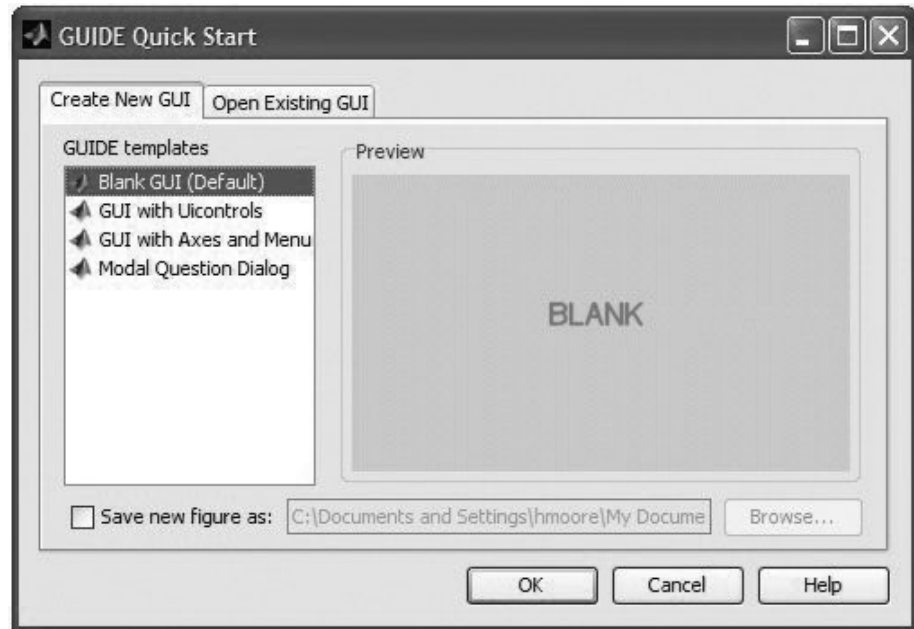 GUIDE Quick Start
Create New GUI
Open Existing GUI
GUIDE templates
Blank GUI (Default)
GUI with Uicontrols
GUI with Axes and Menu
Modal Question Dialog
Preview
BLANK
Save new figure as:
C:\Documents and Settings\hmoore\My Docume
Browse...
OK
Cancel
Help